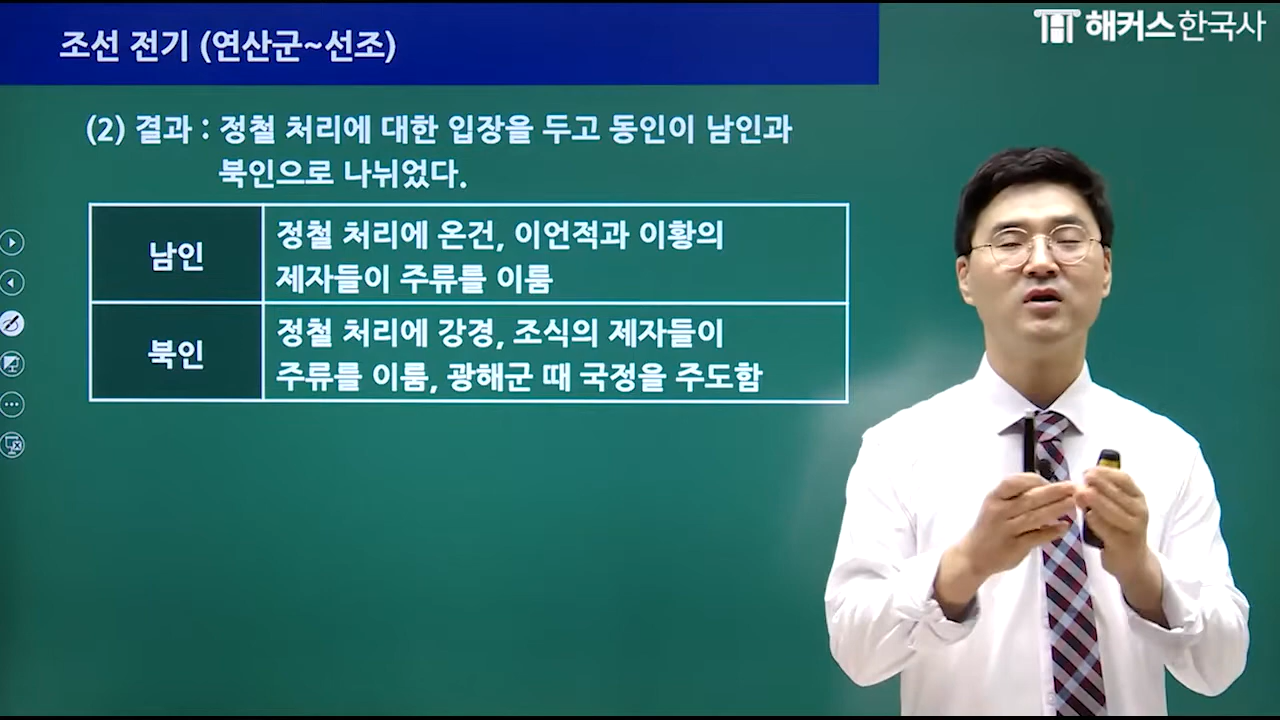 조선 전기 (연산군~선조)
해커스한국사
(2) 결과 : 정철 처리에 대한 입장을 두고 동인이 남인과
북인으로 나뉘었다.
남인
정철 처리에 온건, 이언적과 이황의
제자들이 주류를 이룸
북인
정철 처리에 강경, 조식의 제자들이
주류를 이룸, 광해군 때 국정을 주도함